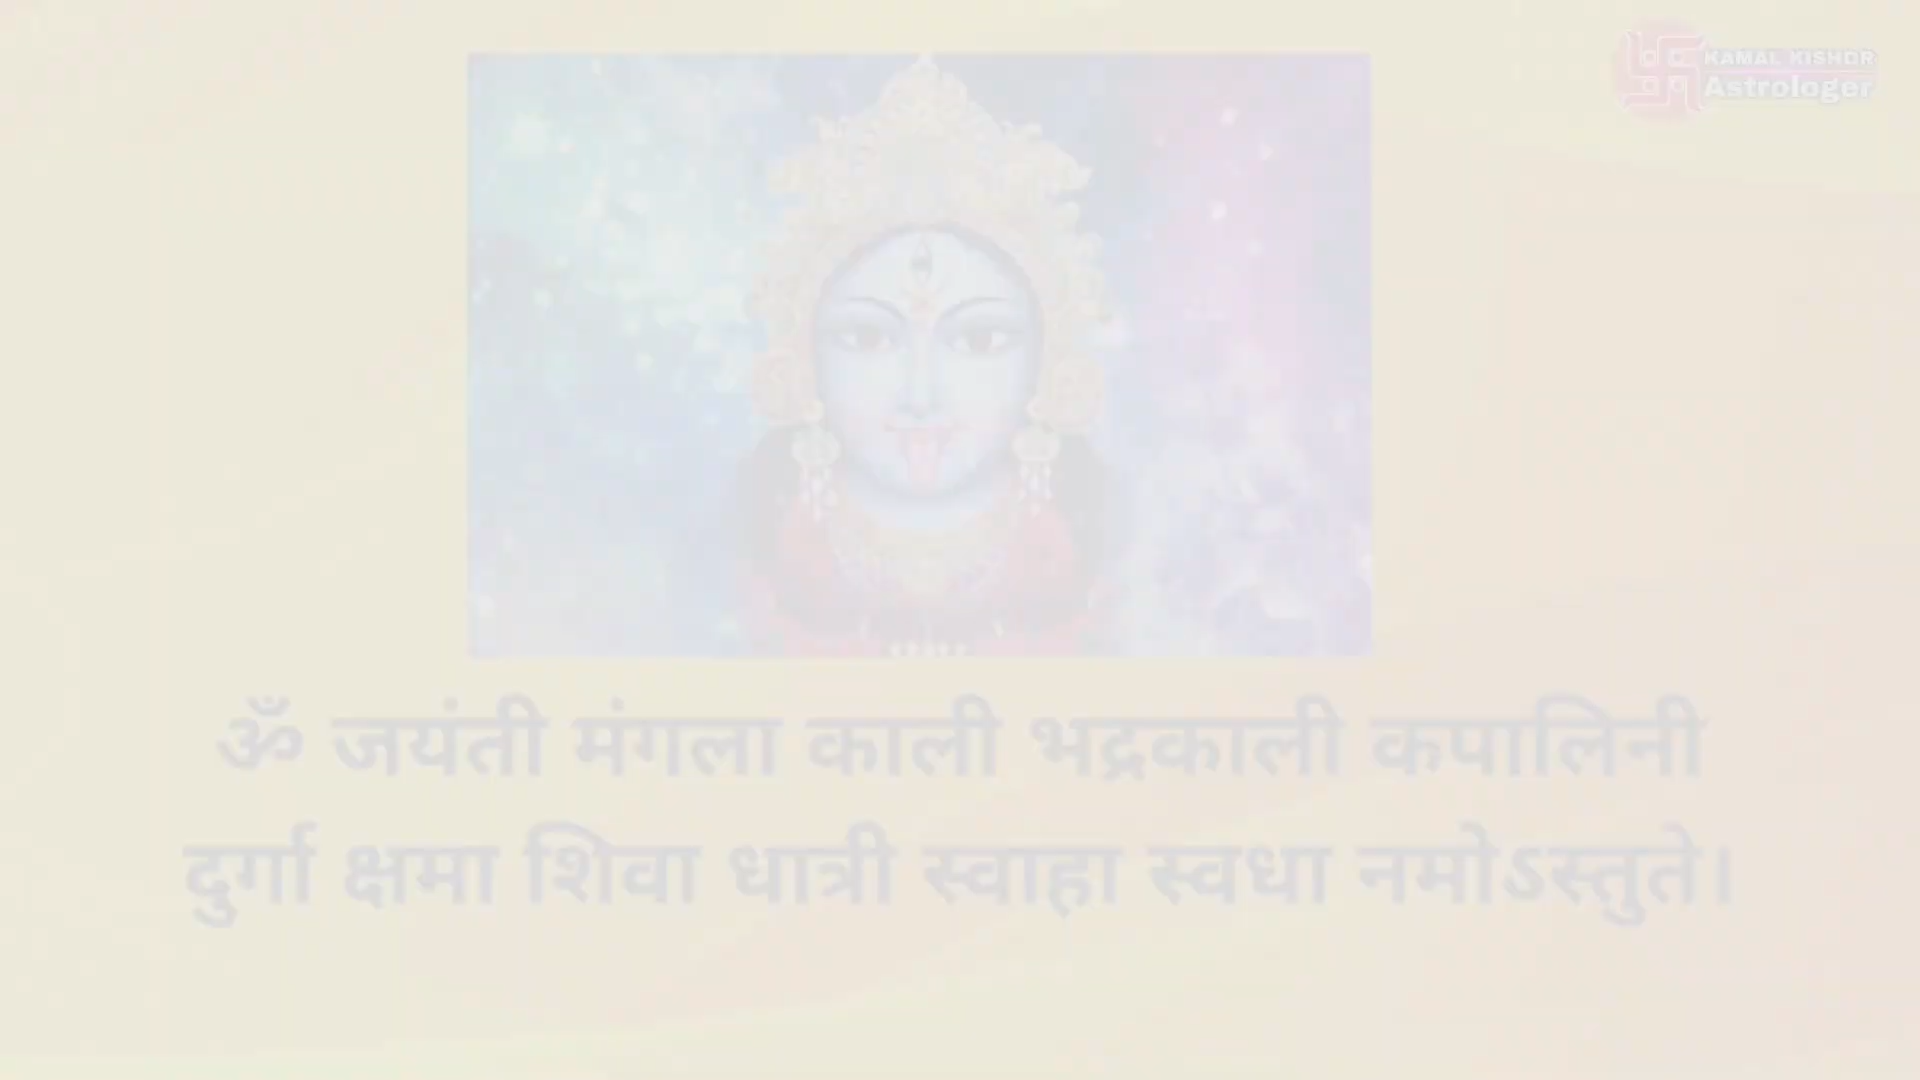 KAMAL KISHOR
Astrologer
ॐ जयंती मंगला काली भद्रकाली कपालिनी
दुर्गा क्षमा शिवा धात्री स्वाहा स्वधा नमोऽस्तुते।